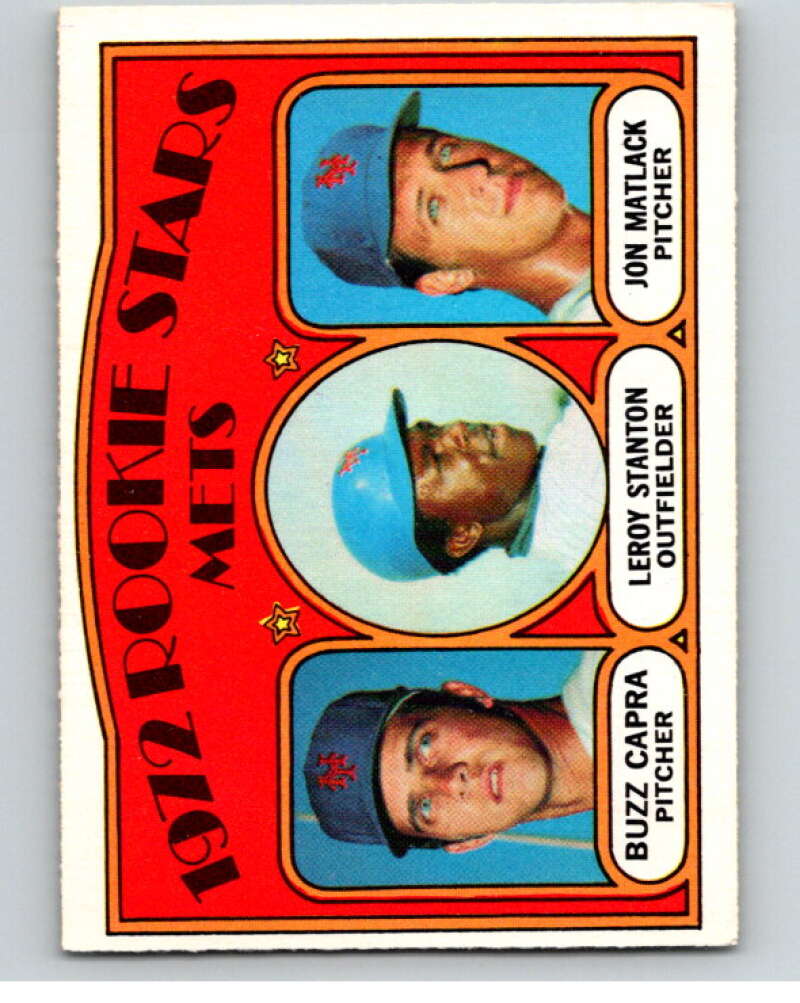 1972 ROOKIE STARS
METS
BUZZ CAPRA
PITCHER
LEROY STANTON
OUTFIELDER
JON MATLACK
PITCHER